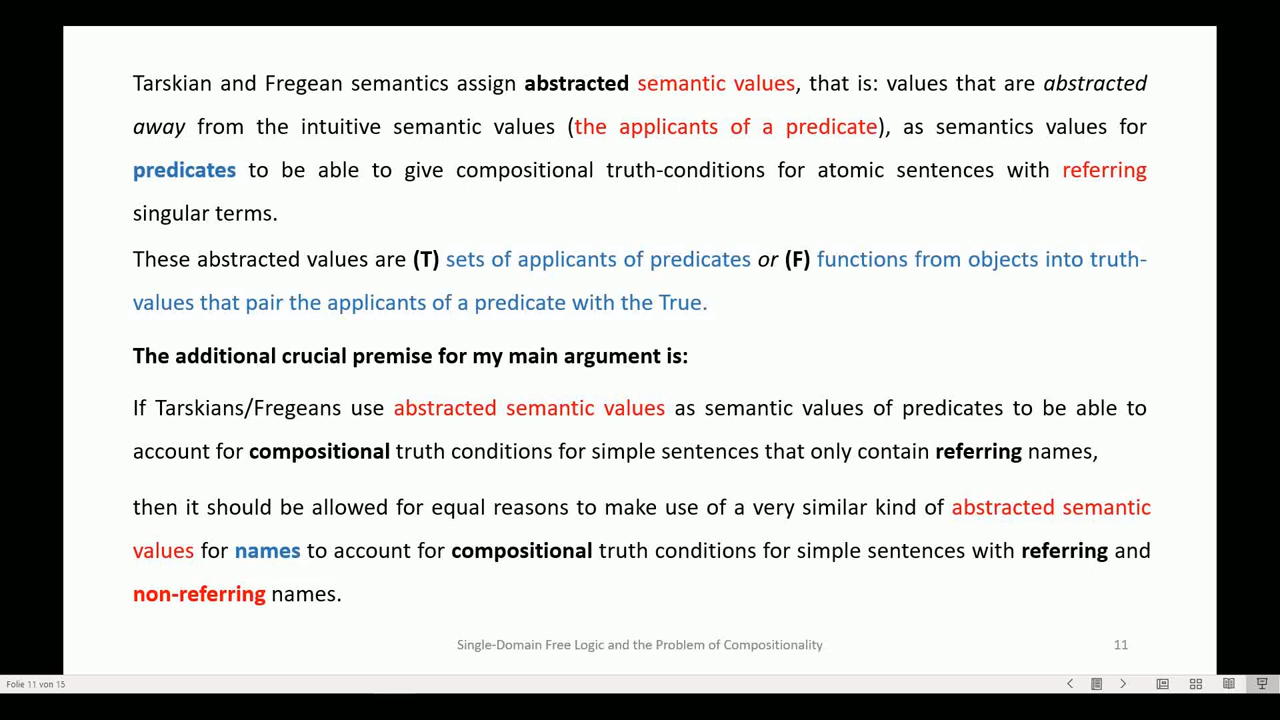 Tarskian and Fregean semantics assign abstracted semantic values, that is: values that are abstracted
away from the intuitive semantic values (the applicants of a predicate), as semantics values for
predicates to be able to give compositional truth-conditions for atomic sentences with referring
singular terms.
These abstracted values are (T) sets of applicants of predicates or (F) functions from objects into truth-
values that pair the applicants of a predicate with the True.
The additional crucial premise for my main argument is:
If Tarskians/Fregeans use abstracted semantic values as semantic values of predicates to be able to
account for compositional truth conditions for simple sentences that only contain referring names,
then it should be allowed for equal reasons to make use of a very similar kind of abstracted semantic
values for names to account for compositional truth conditions for simple sentences with referring and
non-referring names.
Single-Domain Free Logic and the Problem of Compositionality 11
Folie 11 von 15